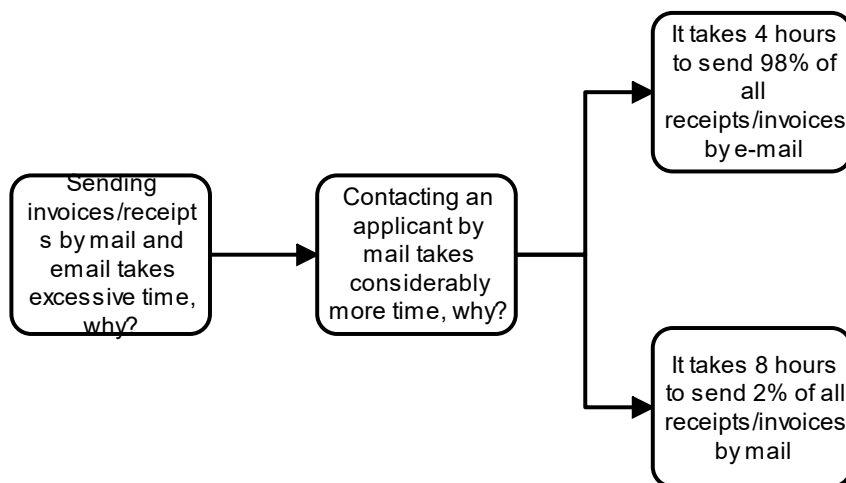 Sending
invoices/receipt
s by mail and
email takes
excessive time,
why?
Contacting an
applicant by
mail takes
considerably
more time, why?
It takes 4 hours
to send 98% of
all
receipts/invoices
by e-mail
It takes 8 hours
to send 2% of all
receipts/invoices
by mail